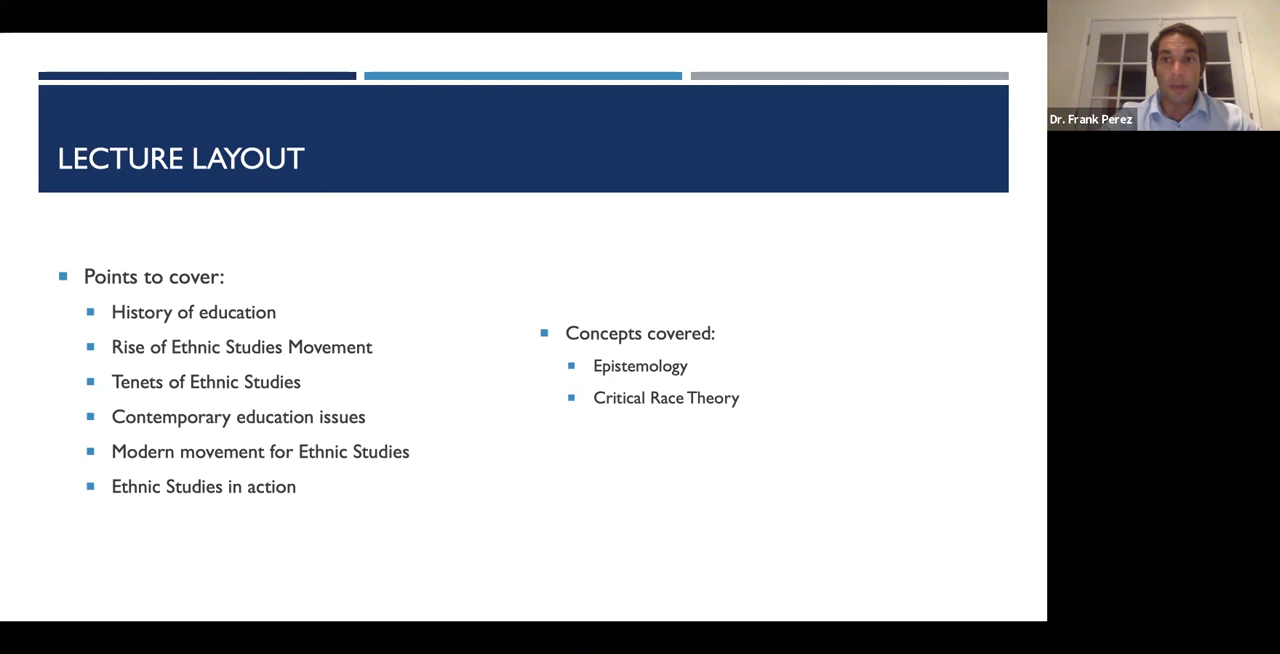 LECTURE LAYOUT
Points to cover:
History of education
Rise of Ethnic Studies Movement
Tenets of Ethnic Studies
Contemporary education issues
Modern movement for Ethnic Studies
Ethnic Studies in action
Concepts covered:
Epistemology
Critical Race Theory
Dr. Frank Perez